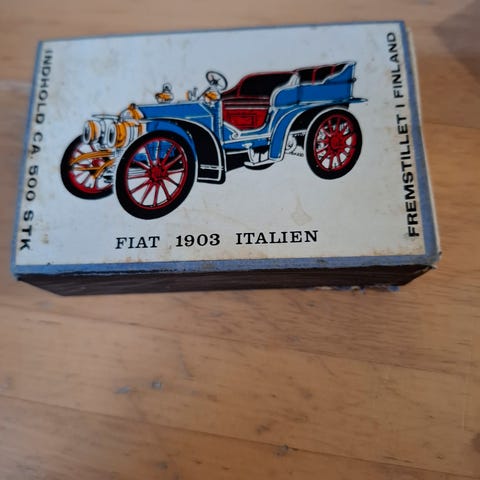 INDHOLD CA. 500 STK
FIAT 1903 ITALIEN
FREMSTILLET I FINLAND